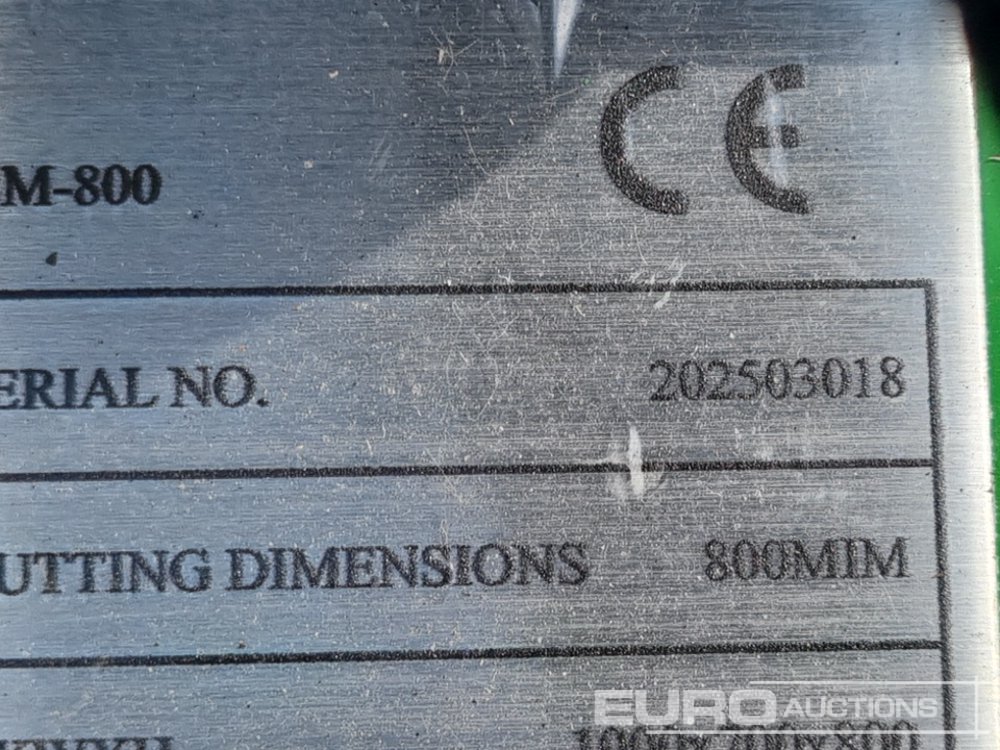 CE
M-800
ERIAL NO. 202503018
UTTING DIMENSIONS 800MIM
EURO AUCTIONS